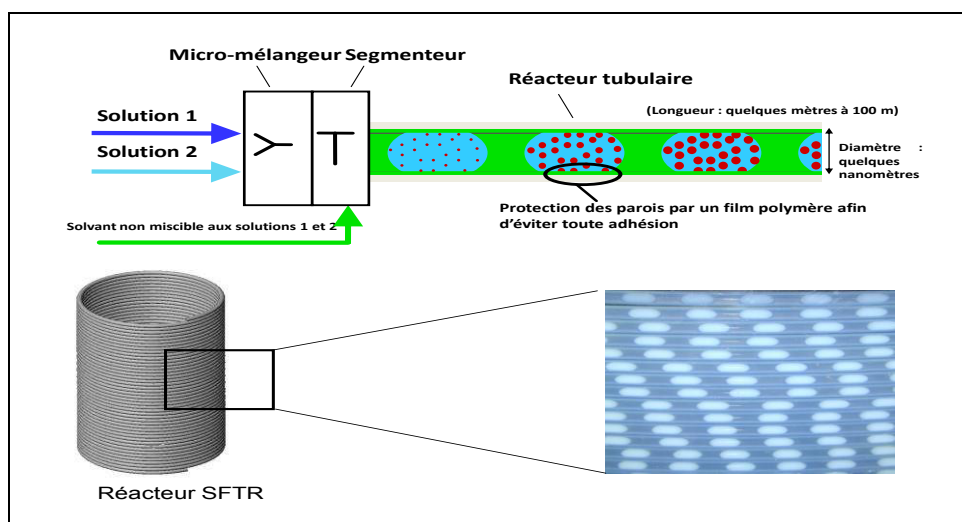 Micro-mélangeur Segmenteur
Réacteur tubulaire
Solution 1
(Longueur : quelques mètres à 100 m)
Solution 2
Diamètre :
quelques
nanomètres
Protection des parois par un film polymère afin
d'éviter toute adhésion
Solvant non miscible aux solutions 1 et 2
Réacteur SFTR